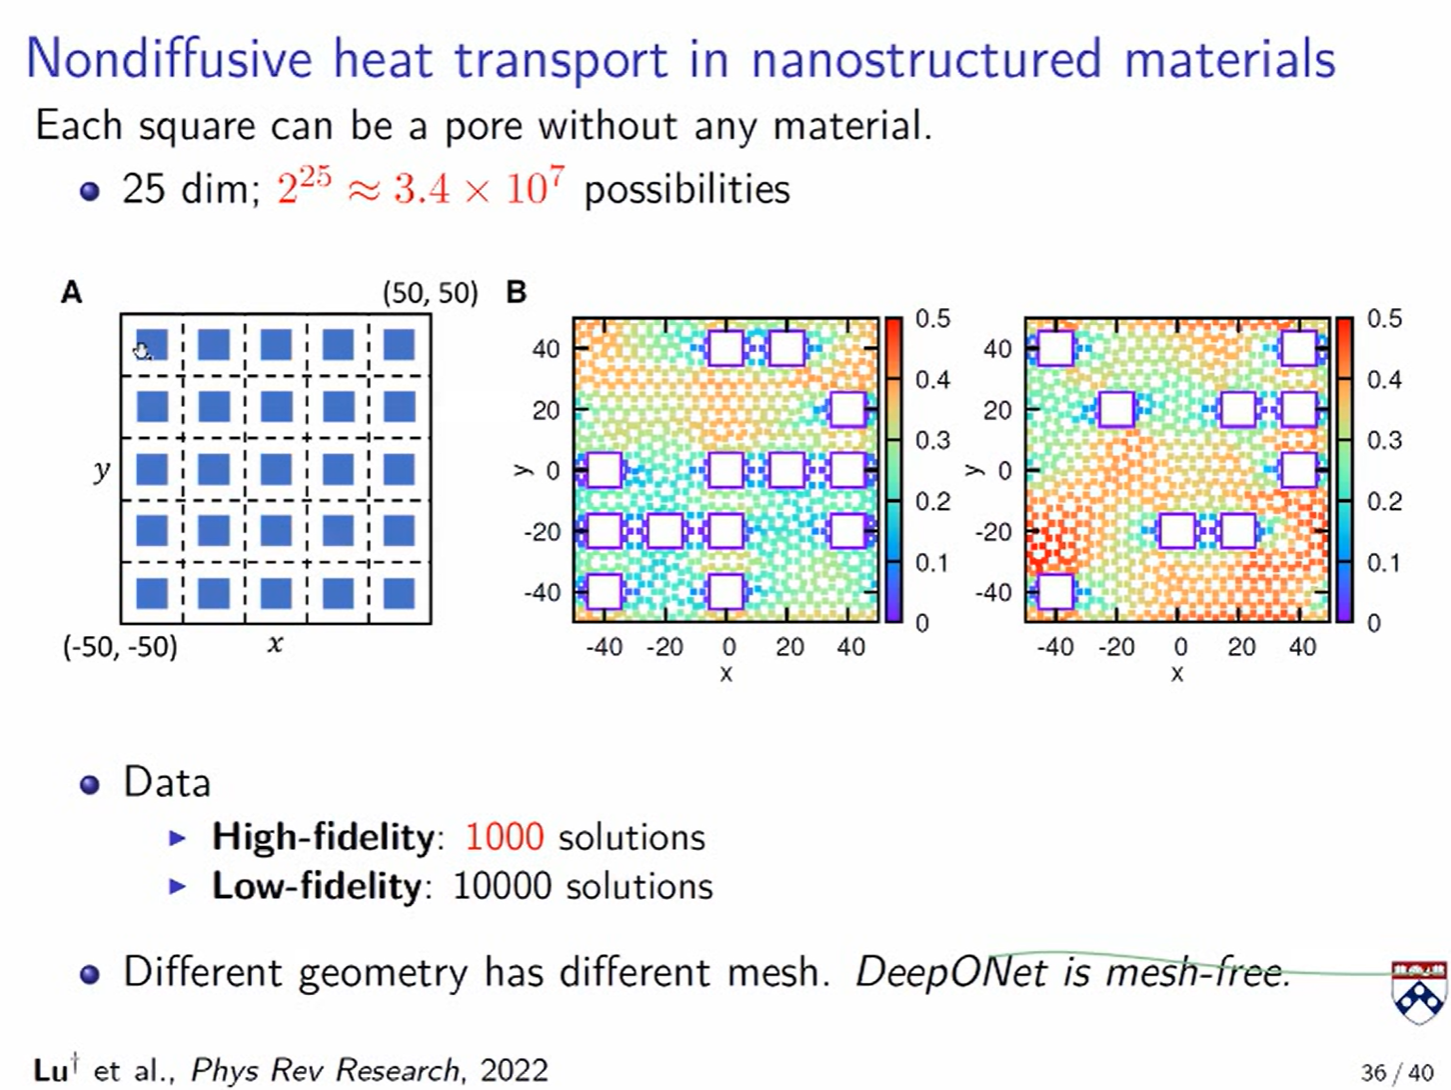 Nondiffusive heat transport in nanostructured materials
Each square can be a pore without any material.
25 dim; 2^25 ≈ 3.4 × 10^7 possibilities
A
(50, 50)
y
(-50, -50)
x
B
40
20
0
-20
-40
y
-40 -20 0 20 40
x
0.5
0.4
0.3
0.2
0.1
0
40
20
0
-20
-40
y
-40 -20 0 20 40
x
0.5
0.4
0.3
0.2
0.1
0
Data
High-fidelity: 1000 solutions
Low-fidelity: 10000 solutions
Different geometry has different mesh. DeepONet is mesh-free.
Lu† et al., Phys Rev Research, 2022
36 / 40